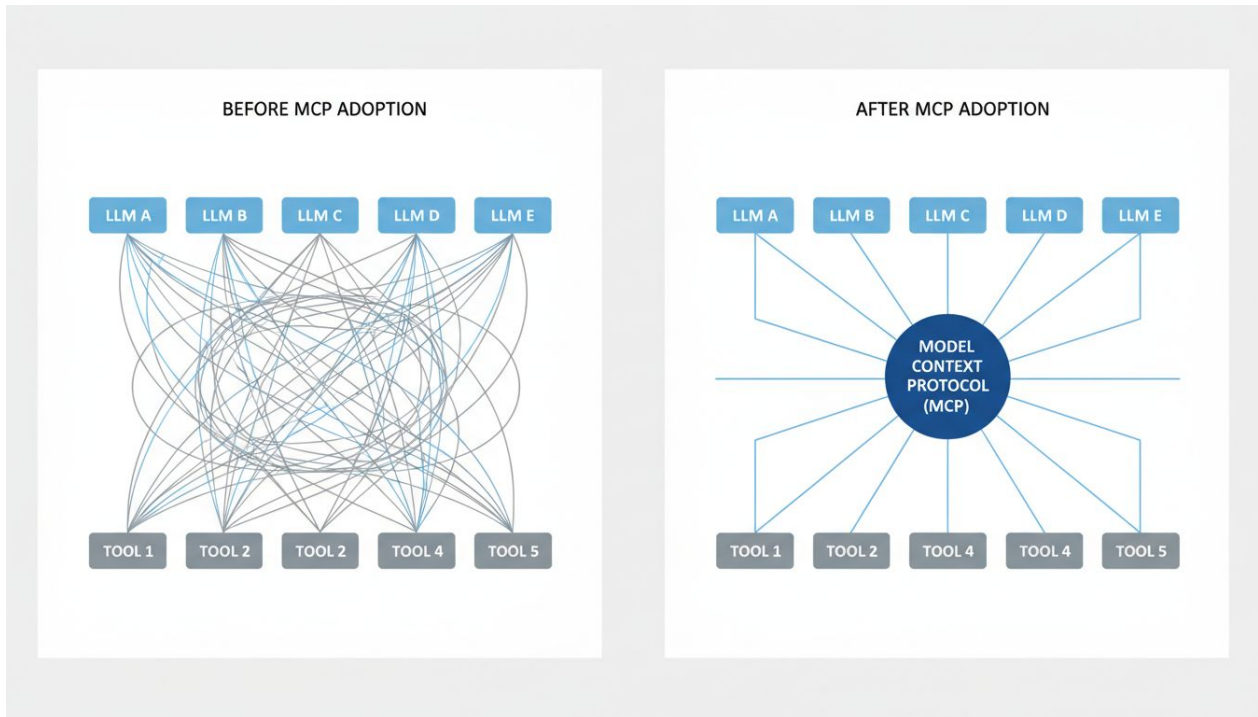 BEFORE MCP ADOPTION
LLM A
LLM B
LLM C
LLM D
LLM E
TOOL 1
TOOL 2
TOOL 2
TOOL 4
TOOL 5
AFTER MCP ADOPTION
LLM A
LLM B
LLM C
LLM D
LLM E
MODEL
CONTEXT
PROTOCOL
(MCP)
TOOL 1
TOOL 2
TOOL 4
TOOL 4
TOOL 5